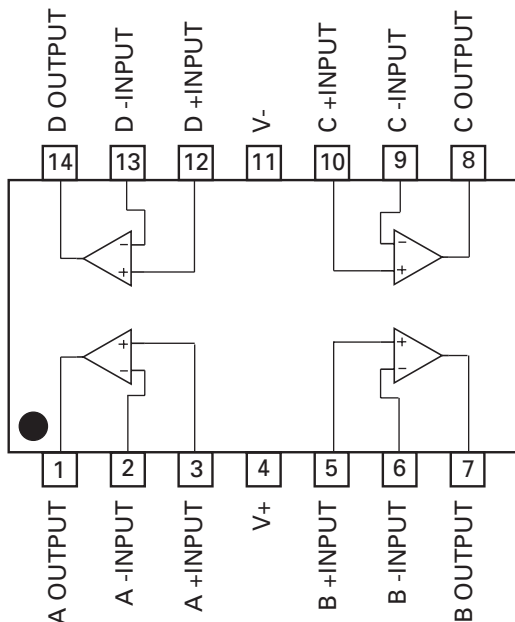 D OUTPUT
D -INPUT
D +INPUT
V-
C +INPUT
C -INPUT
C OUTPUT
14
13
12
11
10
9
8
-
+
-
+
+
-
+
-
1
2
3
4
5
6
7
A OUTPUT
A -INPUT
A +INPUT
V+
B +INPUT
B -INPUT
B OUTPUT